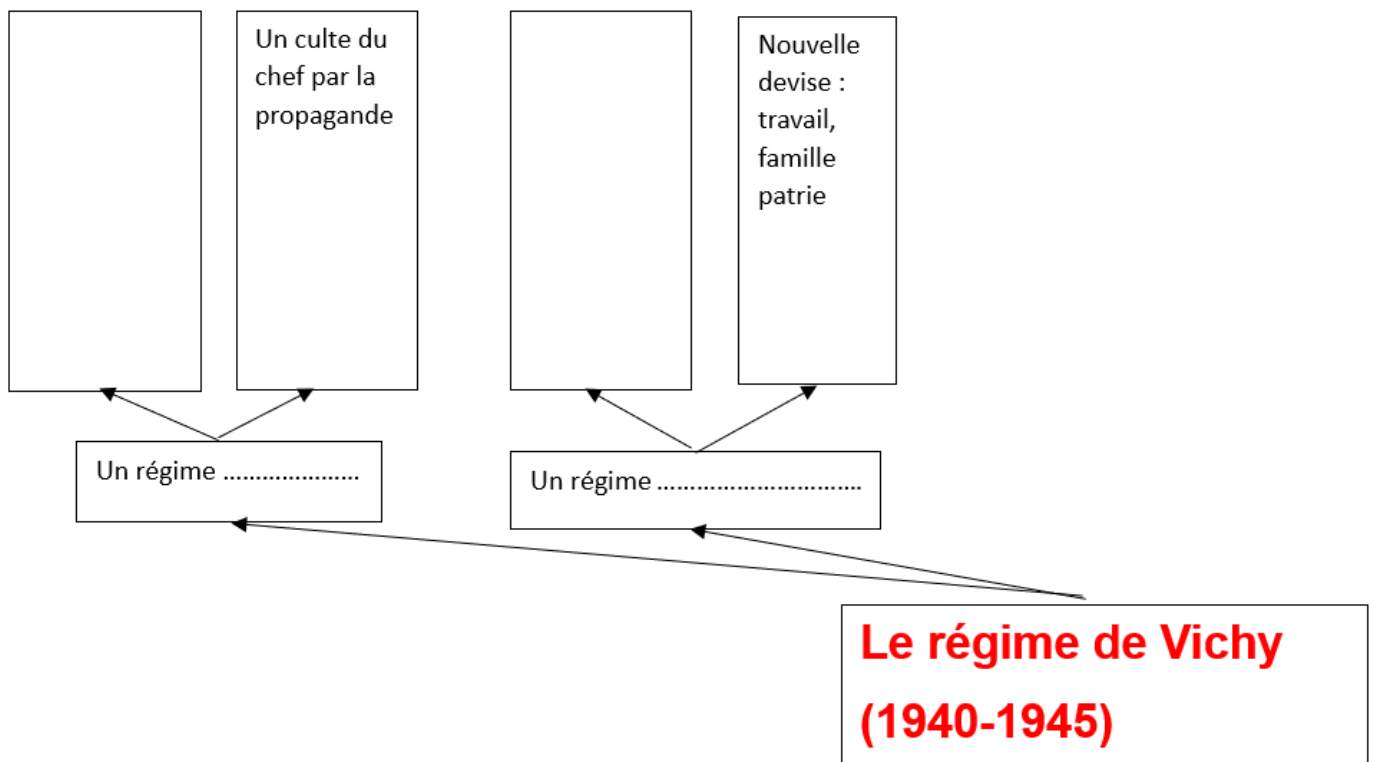 Un culte du
chef par la
propagande
Nouvelle
devise :
travail,
famille
patrie
Un régime .....................
Un régime ................................
Le régime de Vichy
(1940-1945)